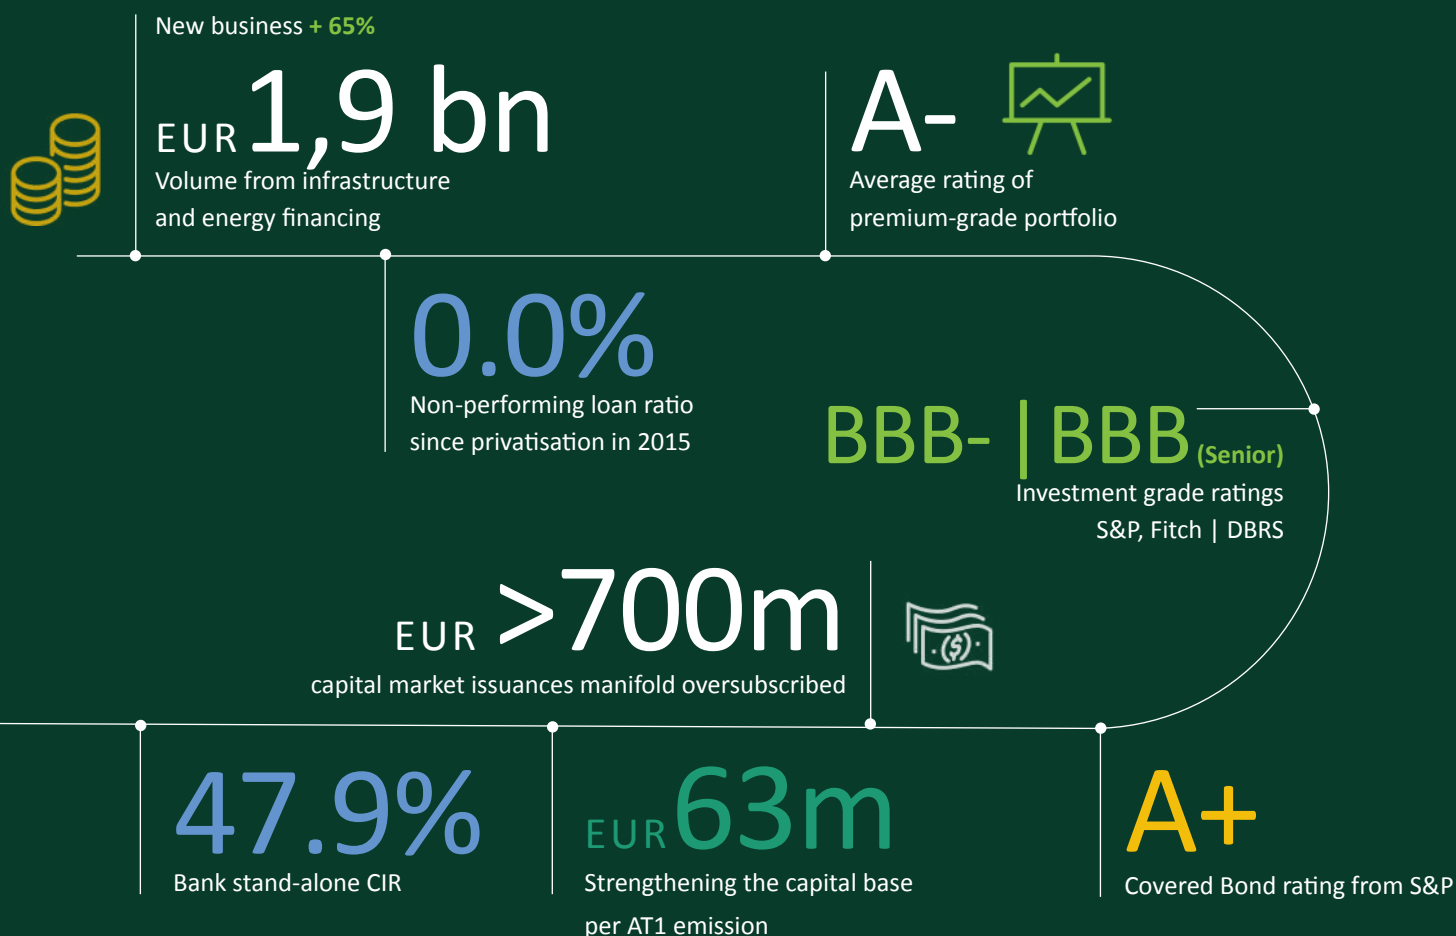 New business + 65%
EUR 1,9 bn
Volume from infrastructure
and energy financing
A-
Average rating of
premium-grade portfolio
0.0%
Non-performing loan ratio
since privatisation in 2015
BBB- | BBB (Senior)
Investment grade ratings
S&P, Fitch | DBRS
EUR >700m
capital market issuances manifold oversubscribed
($)
47.9%
Bank stand-alone CIR
EUR 63m
Strengthening the capital base
per AT1 emission
A+
Covered Bond rating from S&P